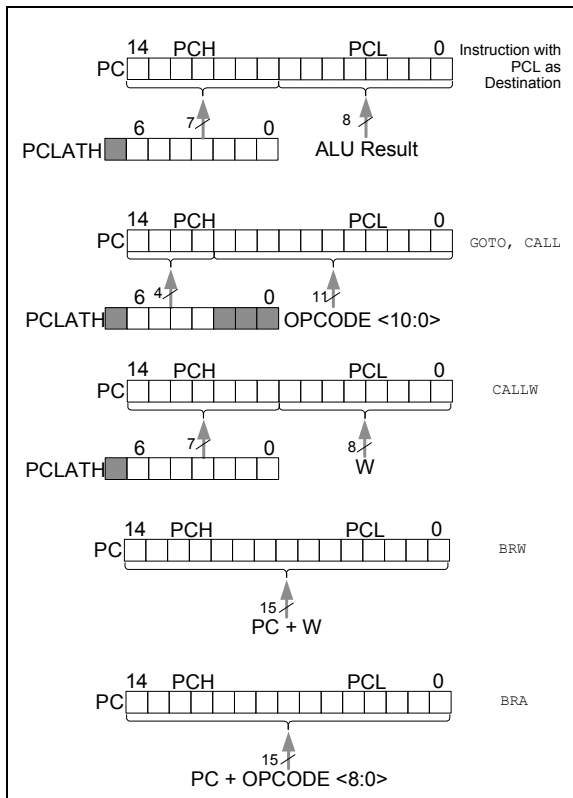 14 PCH PCL 0
PC
Instruction with
PCL as
Destination
7 8
6 0
PCLATH
ALU Result
14 PCH PCL 0
PC
GOTO, CALL
4 11
6 0
PCLATH
OPCODE <10:0>
14 PCH PCL 0
PC
CALLW
7 8
6 0
PCLATH
W
14 PCH PCL 0
PC
BRW
15
PC + W
14 PCH PCL 0
PC
BRA
15
PC + OPCODE <8:0>